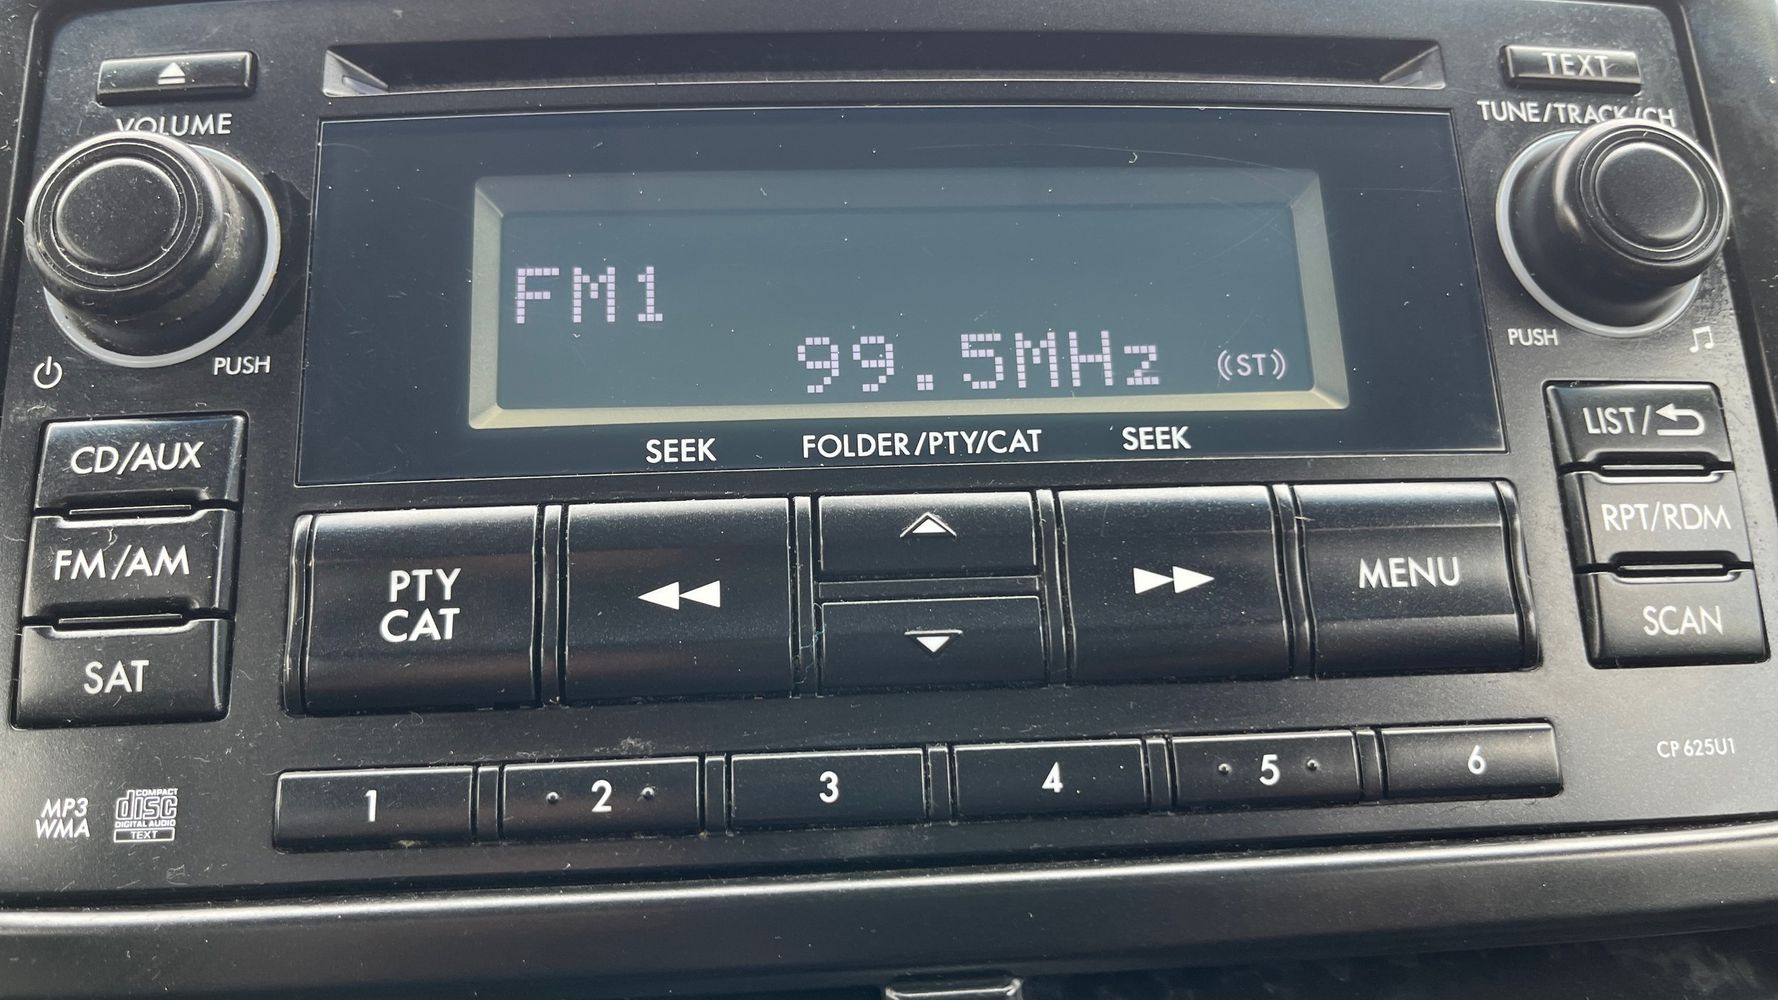 TEXT
VOLUME
TUNE/TRACK/CH
FM1
99.5MHz ((ST))
PUSH
PUSH
SEEK FOLDER/PTY/CAT SEEK
CD/AUX
LIST/
FM/AM
PTY
CAT
MENU
RPT/RDM
SAT
SCAN
1 2 3 4 5 6
CP625U1
MP3
WMA
COMPACT
disc
DIGITAL AUDIO
TEXT